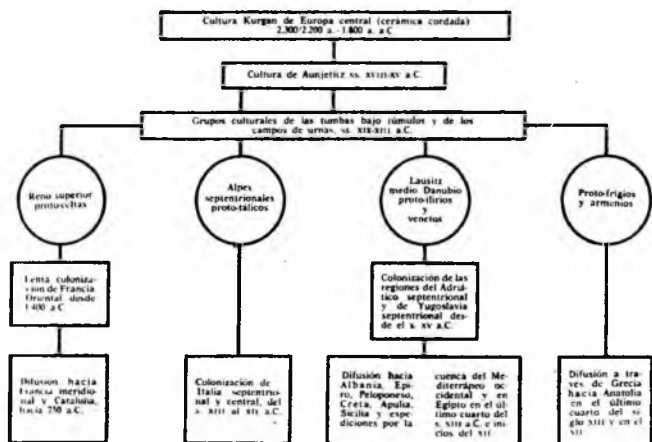 Cultura Kurgan de Europa central (cerámica cordada)
2.300/2.200 a. - 1.800 a. a C
Cultura de Aunjetitz ss. XVIII-XV a.C.
Grupos culturales de las tumbas bajo túmulos y de los
campos de urnas, ss. XIX-XIII a.C.
Reno superior
proto-celtas
Alpes
septentrionales
proto-itálicos
Lausitz
medio Danubio
proto-ilirios
y
venetos
Proto-frigios
y armenios
Lenta coloniza-
ción de Francia
Oriental desde
1.400 a C
Colonización de las
regiones del Adriá-
tico septentrional
y de Yugoslavia
septentrional des-
de el s. XV a.C.
Difusión hacia
Francia meridio-
nal y Cataluña,
hacia 750 a.C.
Colonización de
Italia septentrio-
nal y central, del
s. XIII al XII a.C.
Difusión hacia
Albania, Epi-
ro, Peloponeso,
Creta, Apulia,
Sicilia y expe-
diciones por la
cuenca del Me-
diterráneo oc-
cidental y en
Egipto en el úl-
timo cuarto del
s. XIII a.C. e ini-
cios del XII
Difusión a tra-
vés de Grecia
hacia Anatolia
en el último
cuarto del si-
glo XIII y en el
XII